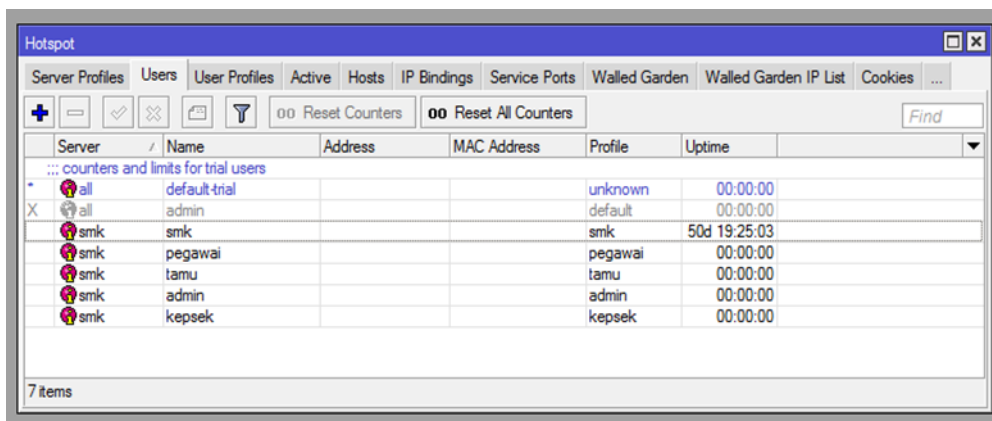 Hotspot
Server Profiles Users User Profiles Active Hosts IP Bindings Service Ports Walled Garden Walled Garden IP List Cookies ...
00 Reset Counters 00 Reset All Counters Find
Server Name Address MAC Address Profile Uptime
::: counters and limits for trial users
* all default-trial unknown 00:00:00
X all admin default 00:00:00
smk smk smk 50d 19:25:03
smk pegawai pegawai 00:00:00
smk tamu tamu 00:00:00
smk admin admin 00:00:00
smk kepsek kepsek 00:00:00
7 items